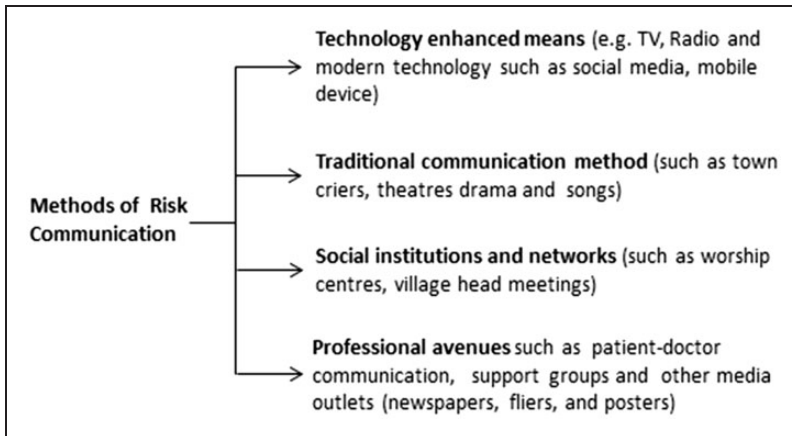 Technology enhanced means (e.g. TV, Radio and
modern technology such as social media, mobile
device)
Traditional communication method (such as town
criers, theatres drama and songs)
Methods of Risk
Communication
Social institutions and networks (such as worship
centres, village head meetings)
Professional avenues such as patient-doctor
communication, support groups and other media
outlets (newspapers, fliers, and posters)